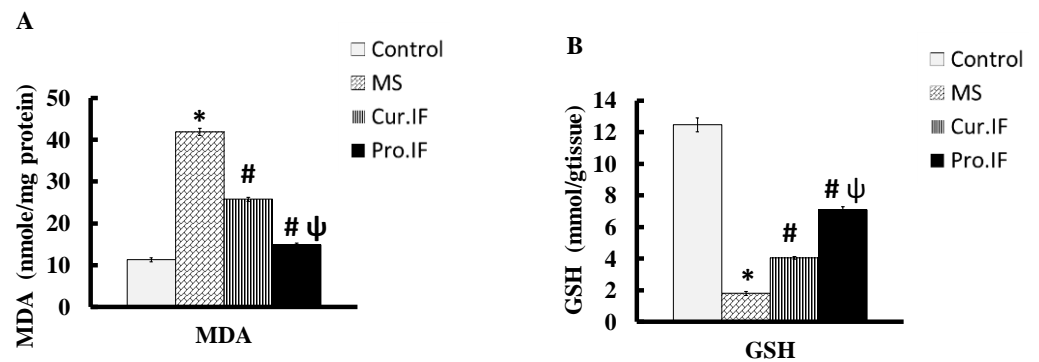 A
Control
MS
Cur.IF
Pro.IF
MDA (nmole/mg protein)
50
40
30
20
10
0
*
#
# ψ
MDA
B
Control
MS
Cur.IF
Pro.IF
GSH (mmol/gtissue)
14
12
10
8
6
4
2
0
*
#
# ψ
GSH